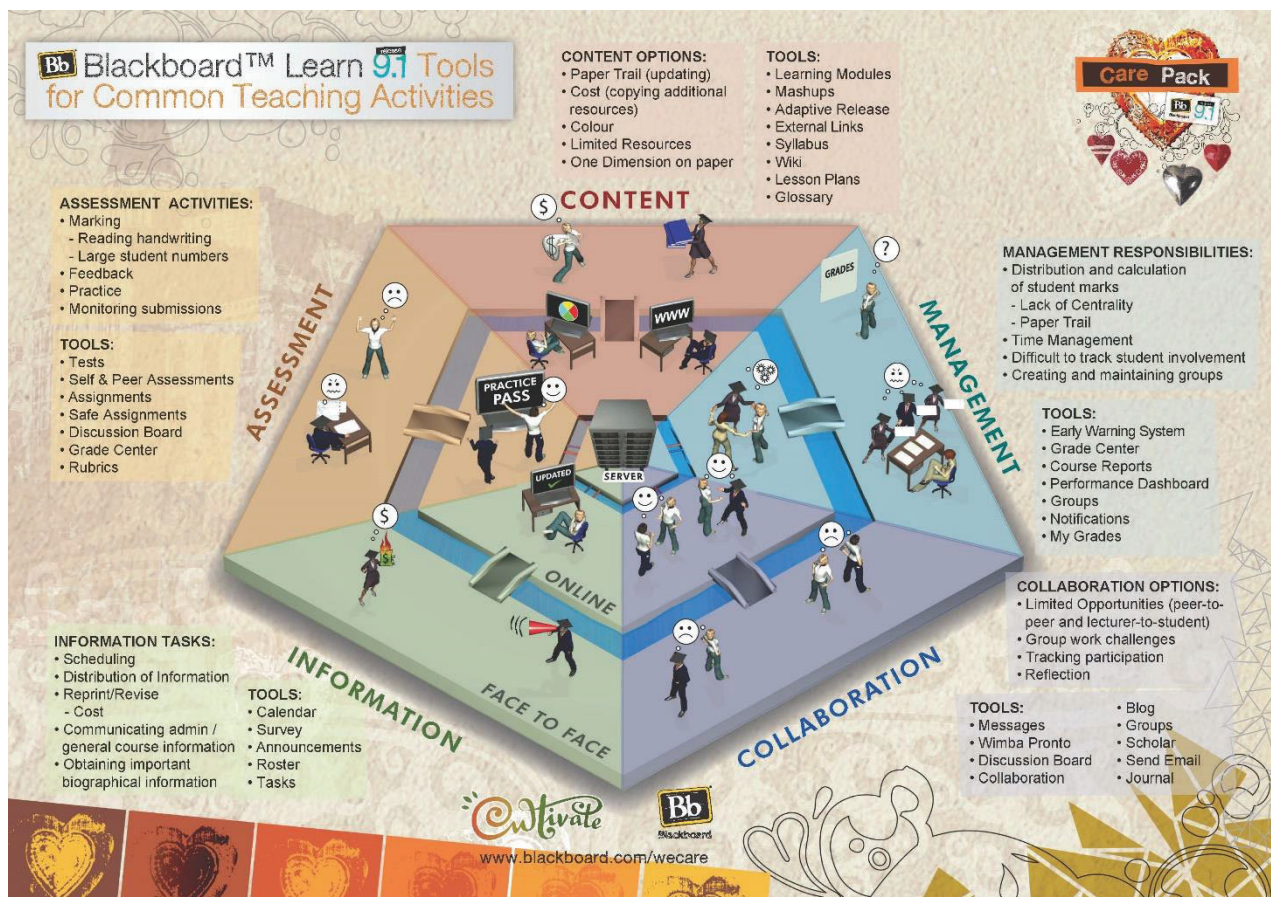 Bb Blackboard™ Learn released 9.1 Tools
for Common Teaching Activities
CONTENT OPTIONS:
• Paper Trail (updating)
• Cost (copying additional
resources)
• Colour
• Limited Resources
• One Dimension on paper
TOOLS:
• Learning Modules
• Mashups
• Adaptive Release
• External Links
• Syllabus
• Wiki
• Lesson Plans
• Glossary
Care Pack
Bb
Blackboard
9.1
ASSESSMENT ACTIVITIES:
• Marking
- Reading handwriting
- Large student numbers
• Feedback
• Practice
• Monitoring submissions
TOOLS:
• Tests
• Self & Peer Assessments
• Assignments
• Safe Assignments
• Discussion Board
• Grade Center
• Rubrics
CONTENT
ASSESSMENT
MANAGEMENT
$
$
?
GRADES
WWW
PRACTICE
PASS
UPDATED
SERVER
$
$
ONLINE
FACE TO FACE
INFORMATION
COLLABORATION
MANAGEMENT RESPONSIBILITIES:
• Distribution and calculation
of student marks
- Lack of Centrality
- Paper Trail
• Time Management
• Difficult to track student involvement
• Creating and maintaining groups
TOOLS:
• Early Warning System
• Grade Center
• Course Reports
• Performance Dashboard
• Groups
• Notifications
• My Grades
COLLABORATION OPTIONS:
• Limited Opportunities (peer-to-
peer and lecturer-to-student)
• Group work challenges
• Tracking participation
• Reflection
TOOLS:
• Messages
• Wimba Pronto
• Discussion Board
• Collaboration
• Blog
• Groups
• Scholar
• Send Email
• Journal
INFORMATION TASKS:
• Scheduling
• Distribution of Information
• Reprint/Revise
- Cost
• Communicating admin /
general course information
• Obtaining important
biographical information
TOOLS:
• Calendar
• Survey
• Announcements
• Roster
• Tasks
Cultivate
Bb
Blackboard
www.blackboard.com/wecare